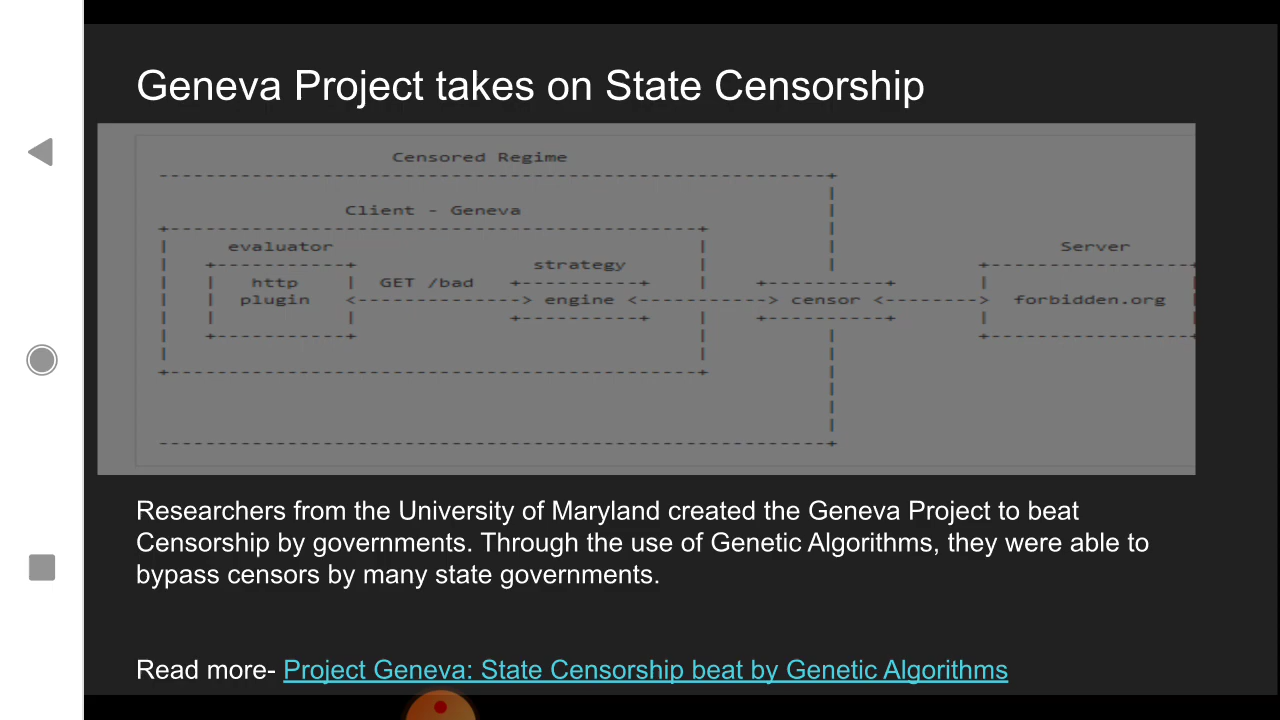 Geneva Project takes on State Censorship
Censored Regime
Client - Geneva
evaluator
Server
strategy
http
GET /bad
plugin
engine
censor
forbidden.org
Researchers from the University of Maryland created the Geneva Project to beat
Censorship by governments. Through the use of Genetic Algorithms, they were able to
bypass censors by many state governments.
Read more- Project Geneva: State Censorship beat by Genetic Algorithms